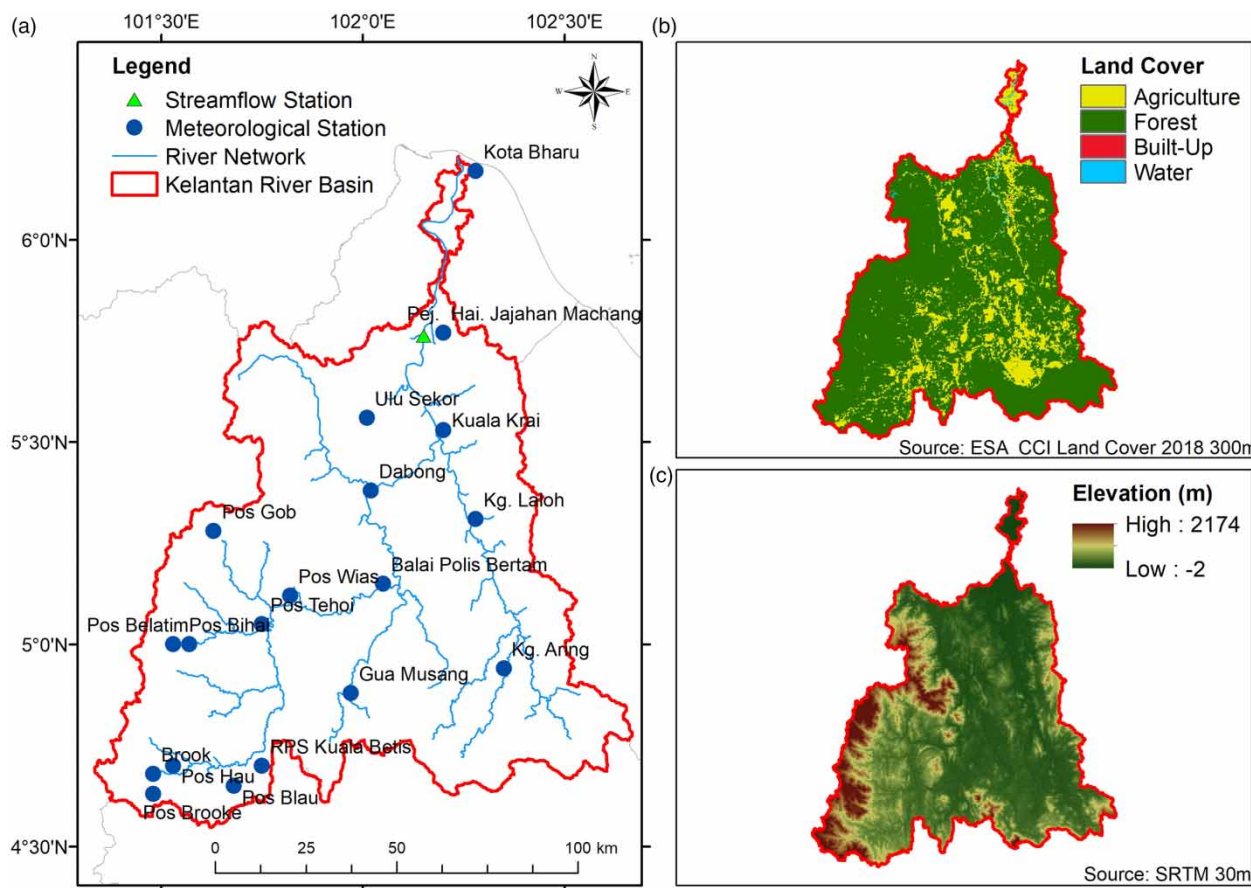 (a)
101°30'E
102°0'E
102°30'E
Legend
Streamflow Station
Meteorological Station
River Network
Kelantan River Basin
N
W
E
S
Kota Bharu
6°0'N
Pej. Hai. Jajahan Machang
Ulu Sekor
Kuala Krai
5°30'N
Dabong
Kg. Laloh
Pos Gob
Balai Polis Bertam
Pos Wias
Pos Tehoi
Pos Belatim
Pos Bihai
5°0'N
Kg. Aring
Gua Musang
RPS Kuala Betis
Brook
Pos Hau
Pos Blau
Pos Brooke
4°30'N
0 25 50 100 km
(b)
Land Cover
Agriculture
Forest
Built-Up
Water
Source: ESA CCI Land Cover 2018 300m
(c)
Elevation (m)
High : 2174
Low : -2
Source: SRTM 30m